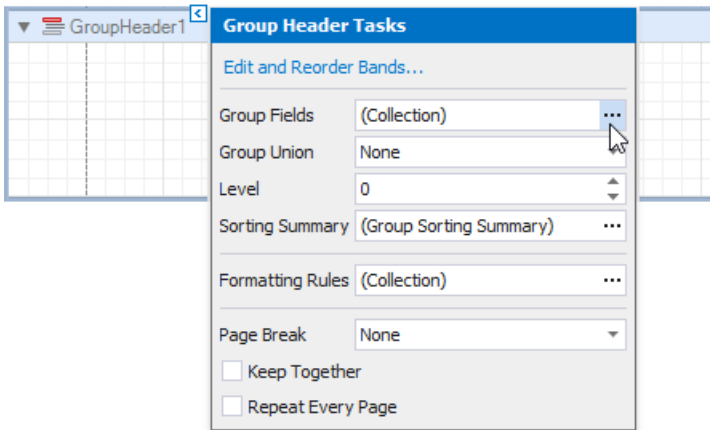 GroupHeader1
Group Header Tasks
Edit and Reorder Bands...
Group Fields (Collection) ...
Group Union None
Level 0
Sorting Summary (Group Sorting Summary) ...
Formatting Rules (Collection) ...
Page Break None
Keep Together
Repeat Every Page